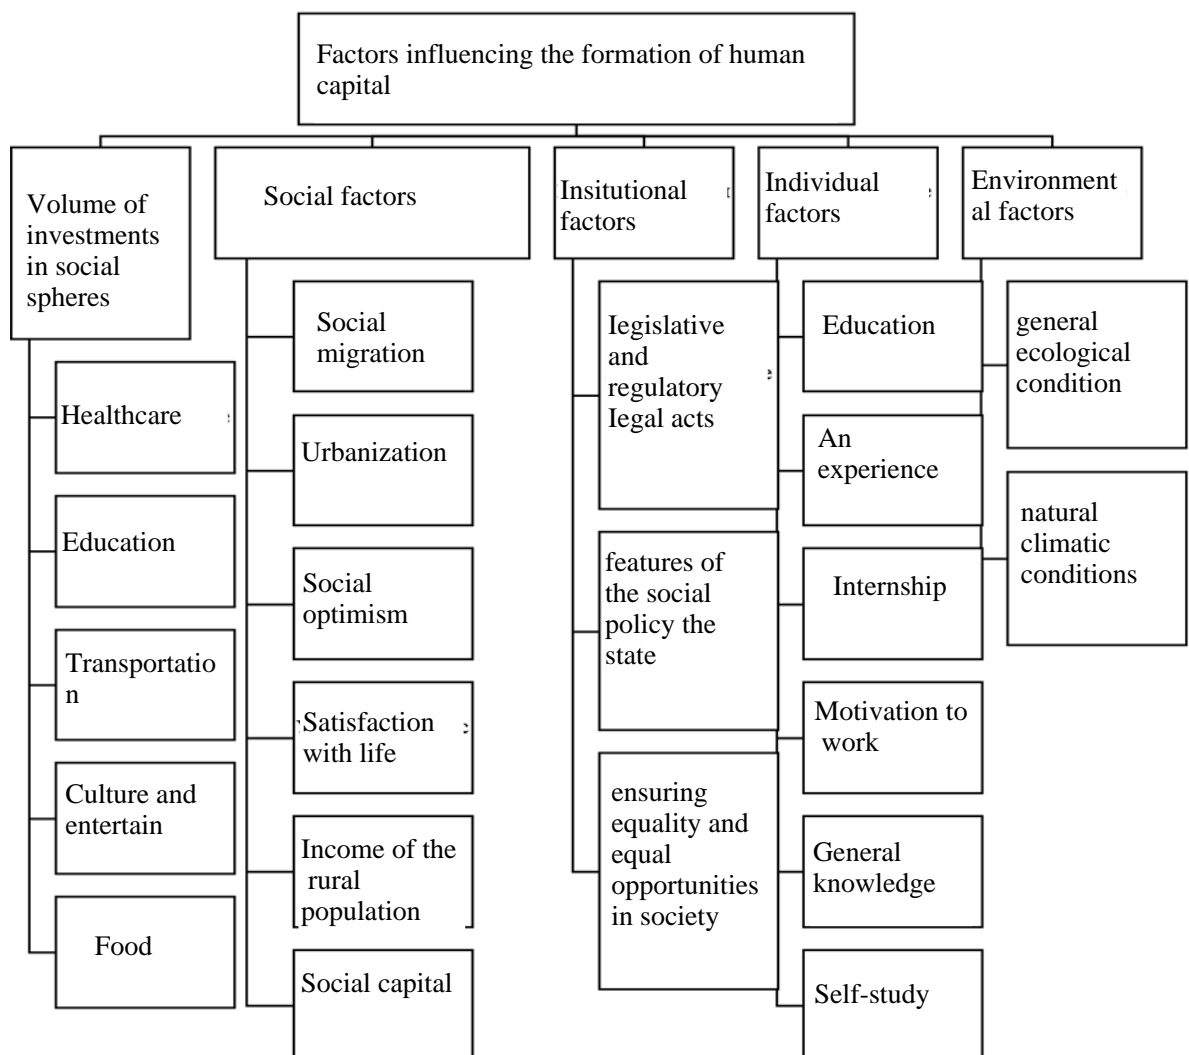 Factors influencing the formation of human
capital
Volume of
investments
in social
spheres
Healthcare
Education
Transportatio
n
Culture and
entertain
Food
Social factors
Social
migration
Urbanization
Social
optimism
Satisfaction
with life
Income of the
rural
population
Social capital
Insitutional
factors
Iegislative
and
regulatory
Iegal acts
features of
the social
policy the
state
ensuring
equality and
equal
opportunities
in society
Individual
factors
Education
An
experience
Internship
Motivation to
work
General
knowledge
Self-study
Environment
al factors
general
ecological
condition
natural
climatic
conditions